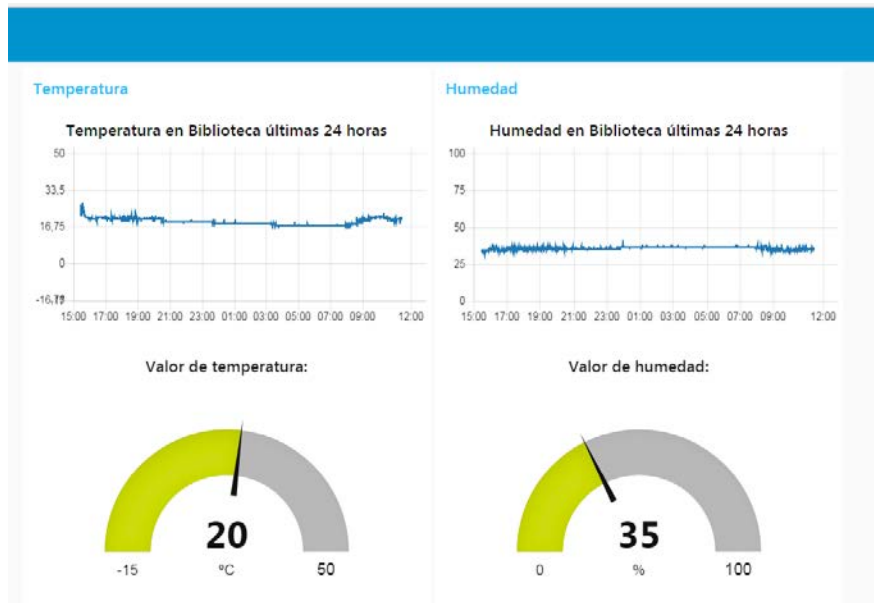 Temperatura
Temperatura en Biblioteca últimas 24 horas
50
33,5
16,75
0
15:00 17:00 19:00 21:00 23:00 01:00 03:00 05:00 07:00 09:00 12:00
Valor de temperatura:
20
-15 ºC 50
Humedad
Humedad en Biblioteca últimas 24 horas
100
75
50
25
0
15:00 17:00 19:00 21:00 23:00 01:00 03:00 05:00 07:00 09:00 12:00
Valor de humedad:
35
0 % 100